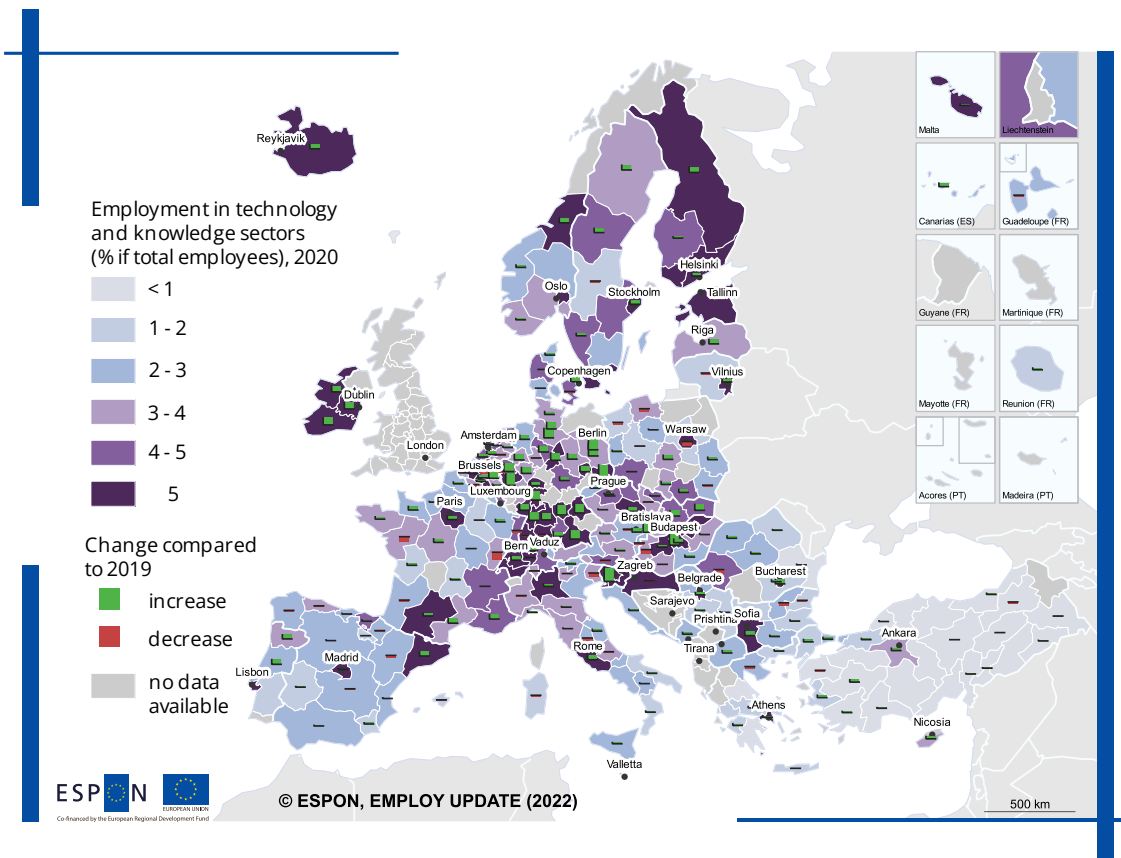 Employment in technology
and knowledge sectors
(% if total employees), 2020
< 1
1 - 2
2 - 3
3 - 4
4 - 5
5
Change compared
to 2019
increase
decrease
no data
available
Reykjavik
Oslo
Helsinki
Stockholm
Tallinn
Riga
Copenhagen
Vilnius
Dublin
London
Amsterdam
Berlin
Warsaw
Brussels
Luxembourg
Prague
Paris
Bratislava
Budapest
Bern
Vaduz
Zagreb
Belgrade
Bucharest
Sarajevo
Prishtina
Sofia
Rome
Tirana
Madrid
Lisbon
Ankara
Athens
Nicosia
Valletta
Malta
Liechtenstein
Canarias (ES)
Guadeloupe (FR)
Guyane (FR)
Martinique (FR)
Mayotte (FR)
Reunion (FR)
Acores (PT)
Madeira (PT)
ESPON
EUROPEAN UNION
Co-financed by the European Regional Development Fund
© ESPON, EMPLOY UPDATE (2022)
500 km